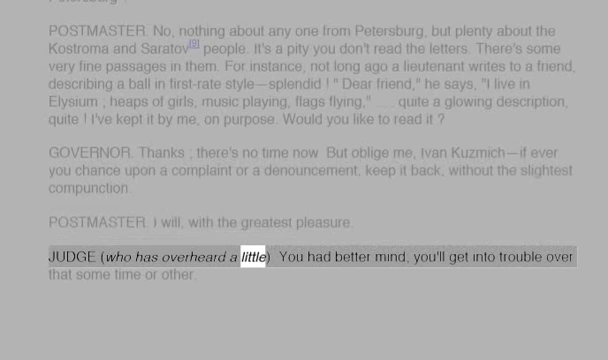 POSTMASTER. No, nothing about any one from Petersburg, but plenty about the
Kostroma and Saratov[9] people. It's a pity you don't read the letters. There's some
very fine passages in them. For instance, not long ago a lieutenant writes to a friend,
describing a ball in first-rate style—splendid ! " Dear friend," he says, "I live in
Elysium ; heaps of girls, music playing, flags flying," . . . quite a glowing description,
quite ! I've kept it by me, on purpose. Would you like to read it ?
GOVERNOR. Thanks ; there's no time now. But oblige me, Ivan Kuzmich—if ever
you chance upon a complaint or a denouncement, keep it back, without the slightest
compunction.
POSTMASTER. I will, with the greatest pleasure.
JUDGE (who has overheard a little). You had better mind; you'll get into trouble over
that some time or other.